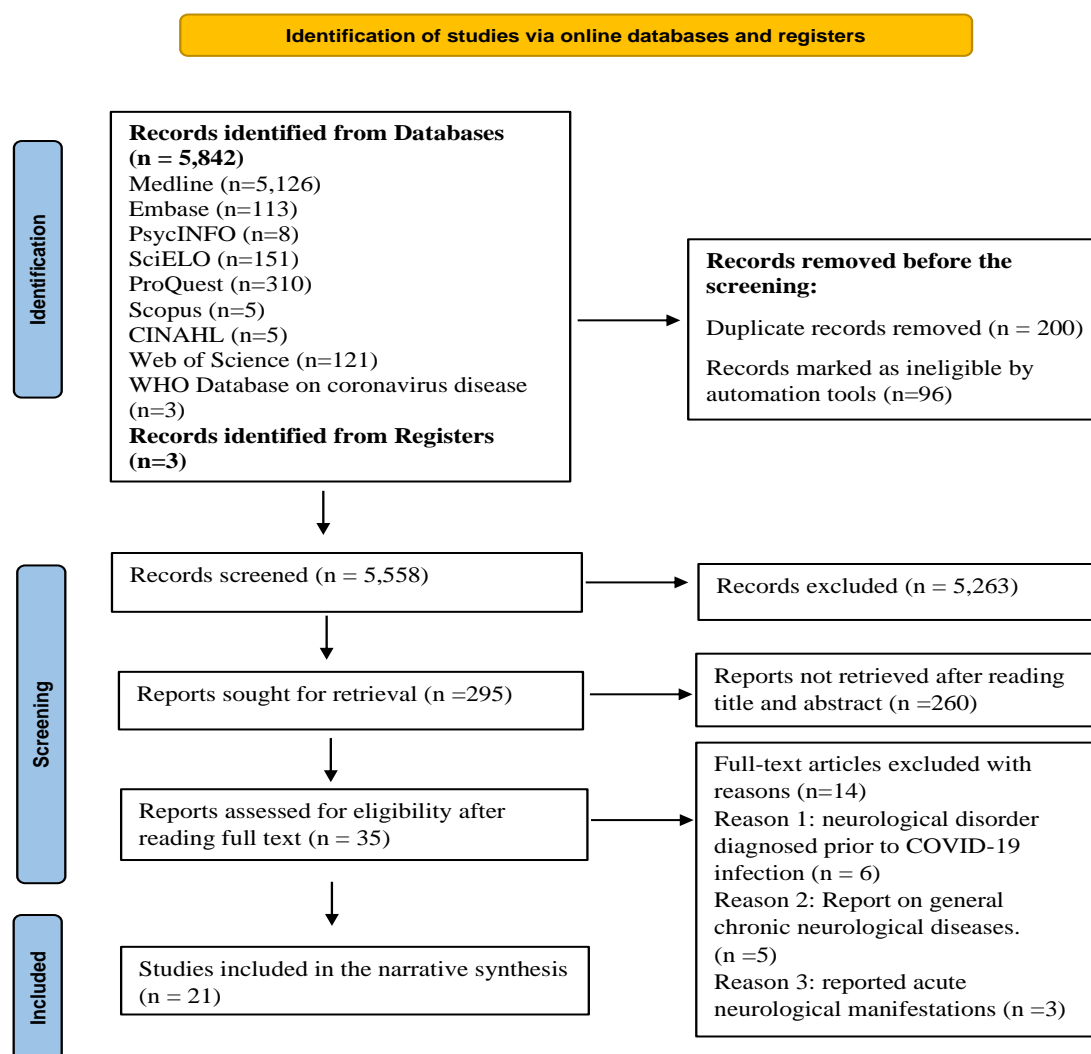 Identification of studies via online databases and registers
Identification
Records identified from Databases
(n = 5,842)
Medline (n=5,126)
Embase (n=113)
PsycINFO (n=8)
SciELO (n=151)
ProQuest (n=310)
Scopus (n=5)
CINAHL (n=5)
Web of Science (n=121)
WHO Database on coronavirus disease
(n=3)
Records identified from Registers
(n=3)
Records removed before the
screening:
Duplicate records removed (n = 200)
Records marked as ineligible by
automation tools (n=96)
Screening
Records screened (n = 5,558)
Records excluded (n = 5,263)
Reports sought for retrieval (n =295)
Reports not retrieved after reading
title and abstract (n =260)
Reports assessed for eligibility after
reading full text (n = 35)
Full-text articles excluded with
reasons (n=14)
Reason 1: neurological disorder
diagnosed prior to COVID-19
infection (n = 6)
Reason 2: Report on general
chronic neurological diseases.
(n =5)
Reason 3: reported acute
neurological manifestations (n =3)
Included
Studies included in the narrative synthesis
(n = 21)